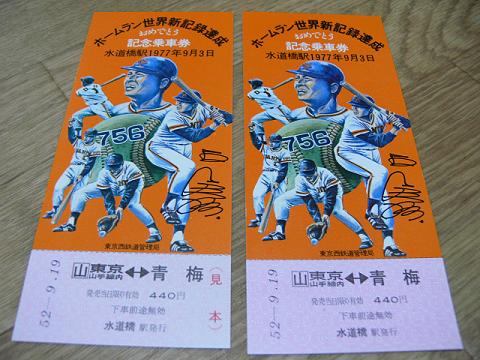 ホームラン世界新記録達成
おめでとう
記念乗車券
水道橋駅1977年9月3日
756
東京西鉄道管理局
山 東京山手線内 ↔ 青梅
発売当日限り有効 440円
下車前途無効
水道橋 駅発行
(見本)
52-9.19
ホームラン世界新記録達成
おめでとう
記念乗車券
水道橋駅1977年9月3日
756
東京西鉄道管理局
山 東京山手線内 ↔ 青梅
発売当日限り有効 440円
下車前途無効
水道橋 駅発行
52-9.19